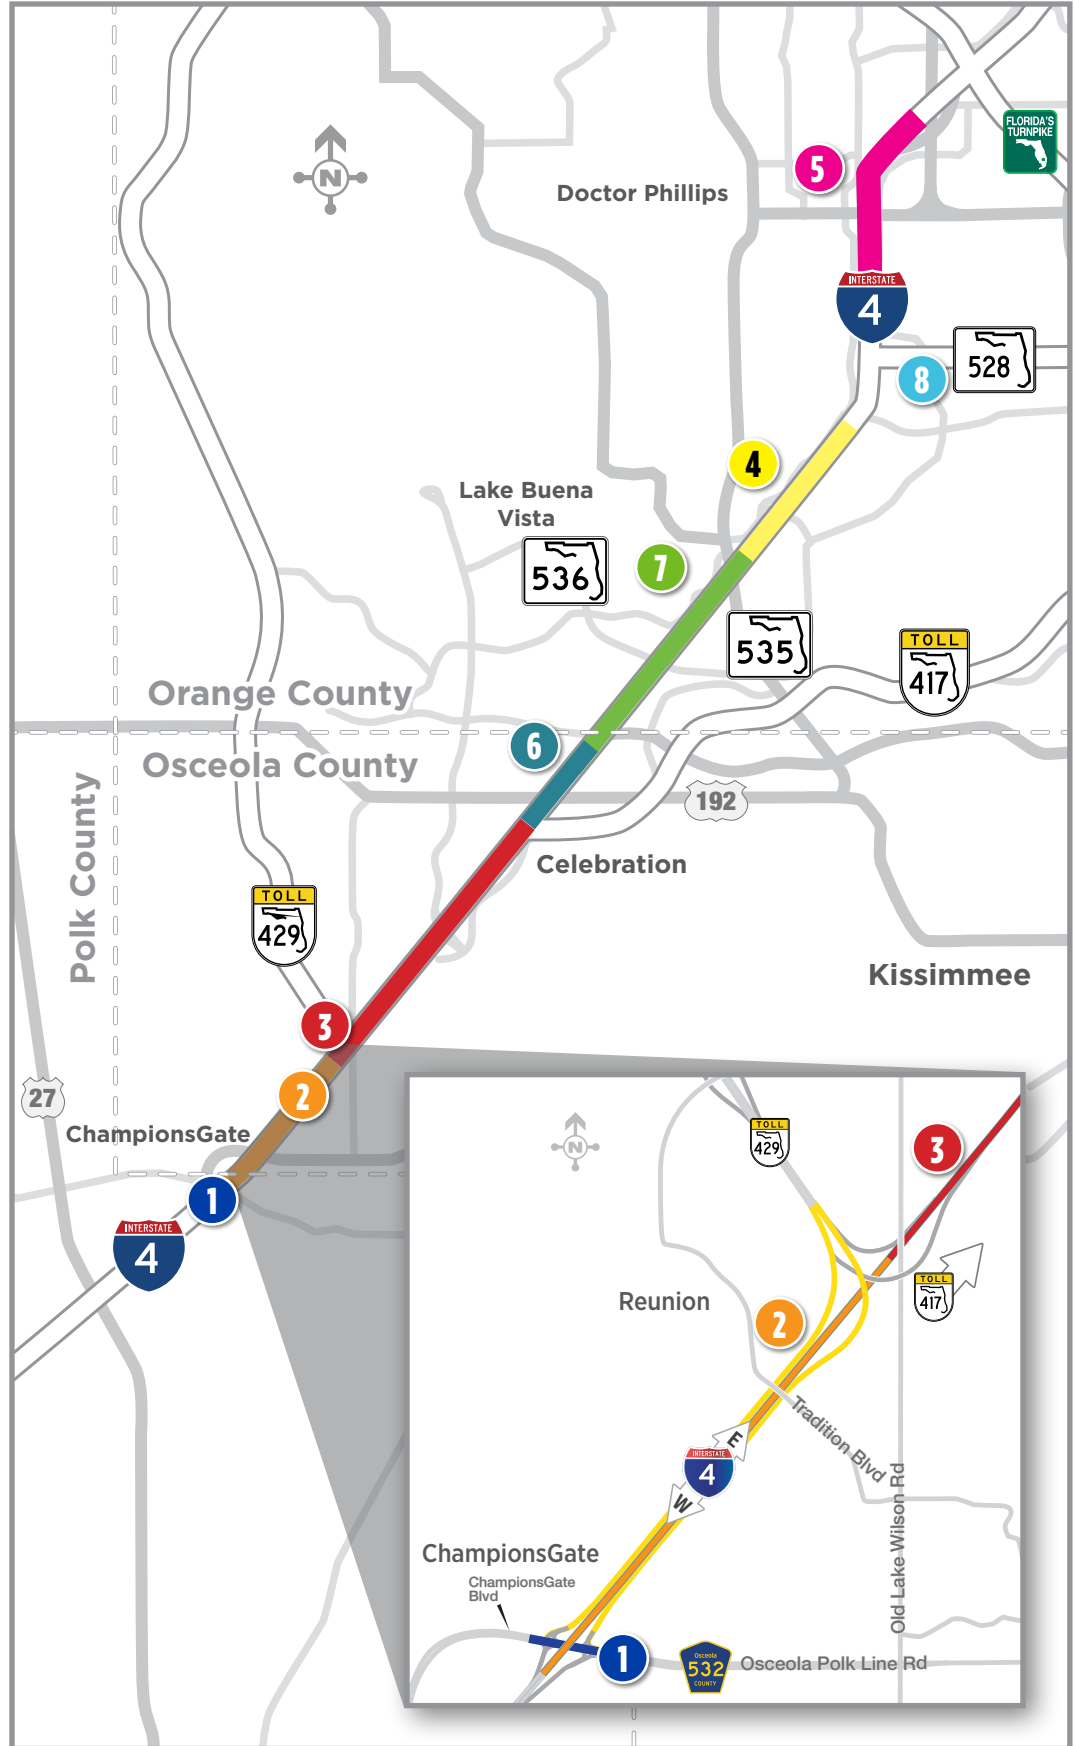 FLORIDA'S
TURNPIKE
5
N
Doctor Phillips
INTERSTATE
4
528
8
4
Lake Buena
Vista
7
536
535
TOLL
417
Orange County
6
Osceola County
192
Polk County
Celebration
TOLL
429
Kissimmee
3
2
27
ChampionsGate
1
INTERSTATE
4
TOLL
429
N
3
TOLL
417
Reunion
2
Tradition Blvd
E
INTERSTATE
4
W
Old Lake Wilson Rd
ChampionsGate
ChampionsGate
Blvd
1
Osceola
532
COUNTY
Osceola Polk Line Rd